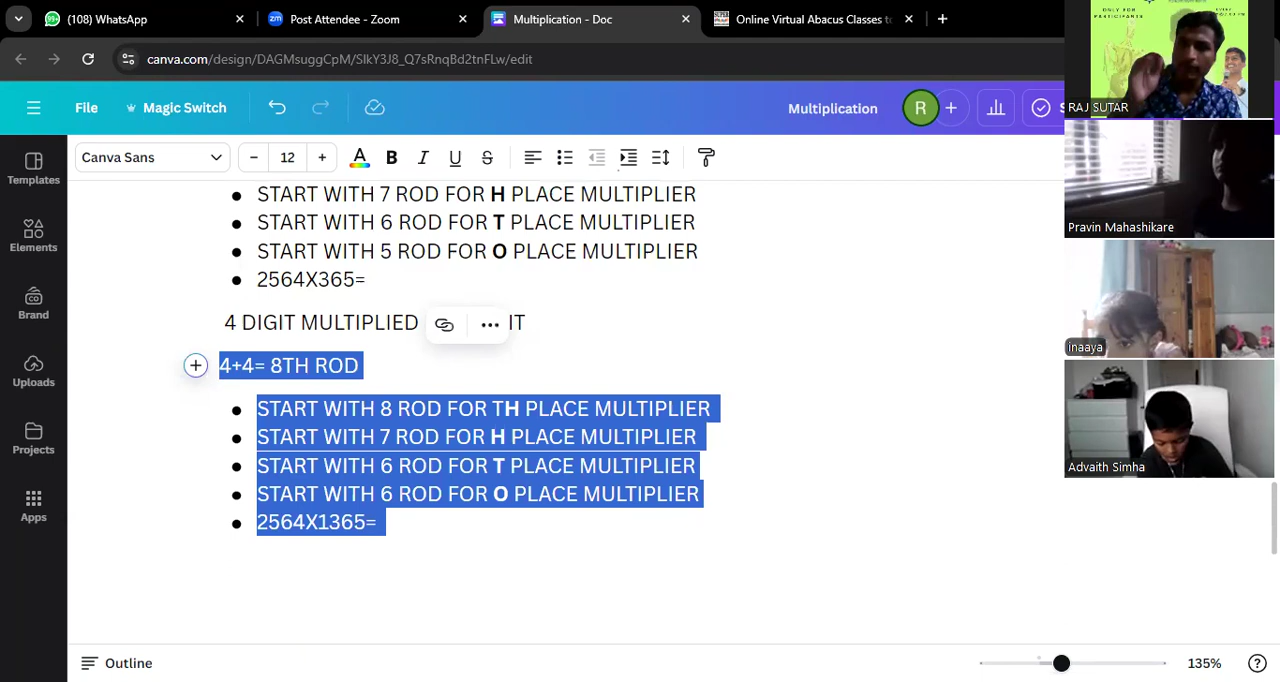 (108) WhatsApp
Post Attendee - Zoom
Multiplication - Doc
Online Virtual Abacus Classes to
canva.com/design/DAGMsuggCpM/SlkY3J8_Q7sRnqBd2tnFLw/edit
File
Magic Switch
Multiplication
R
Canva Sans
12
Templates
Elements
Brand
Uploads
Projects
Apps
START WITH 7 ROD FOR H PLACE MULTIPLIER
START WITH 6 ROD FOR T PLACE MULTIPLIER
START WITH 5 ROD FOR O PLACE MULTIPLIER
2564X365=
4 DIGIT MULTIPLIED IT
4+4= 8TH ROD
START WITH 8 ROD FOR TH PLACE MULTIPLIER
START WITH 7 ROD FOR H PLACE MULTIPLIER
START WITH 6 ROD FOR T PLACE MULTIPLIER
START WITH 6 ROD FOR O PLACE MULTIPLIER
2564X1365=
ONLY FOR
PARTICIPANTS
RAJ SUTAR
Pravin Mahashikare
inaaya
Advaith Simha
Outline
135%